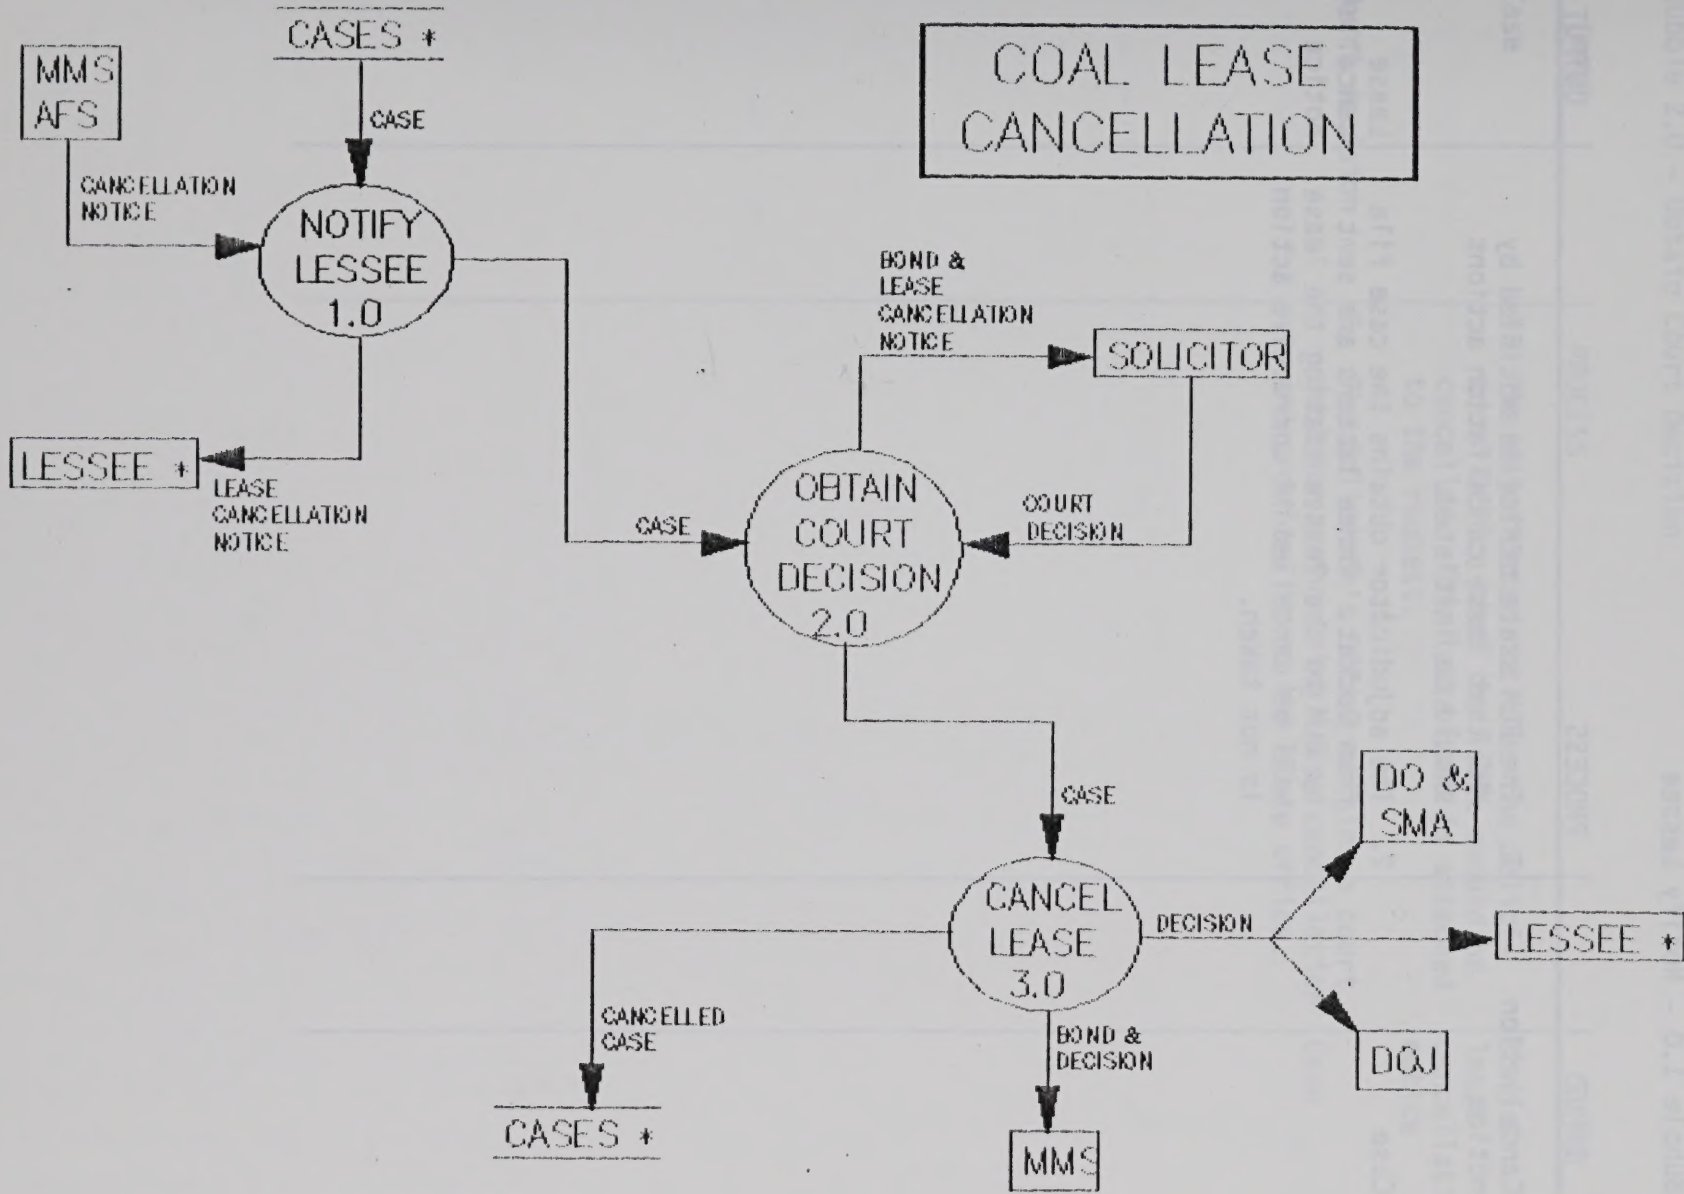 CASES *
MMS
AFS
COAL LEASE
CANCELLATION
CASE
CANCELLATION
NOTICE
NOTIFY
LESSEE
1.0
BOND &
LEASE
CANCELLATION
NOTICE
SOLICITOR
LESSEE *
LEASE
CANCELLATION
NOTICE
CASE
OBTAIN
COURT
DECISION
2.0
COURT
DECISION
CASE
DO &
SMA
CANCEL
LEASE
3.0
DECISION
LESSEE *
CANCELLED
CASE
BOND &
DECISION
DOJ
CASES *
MMS